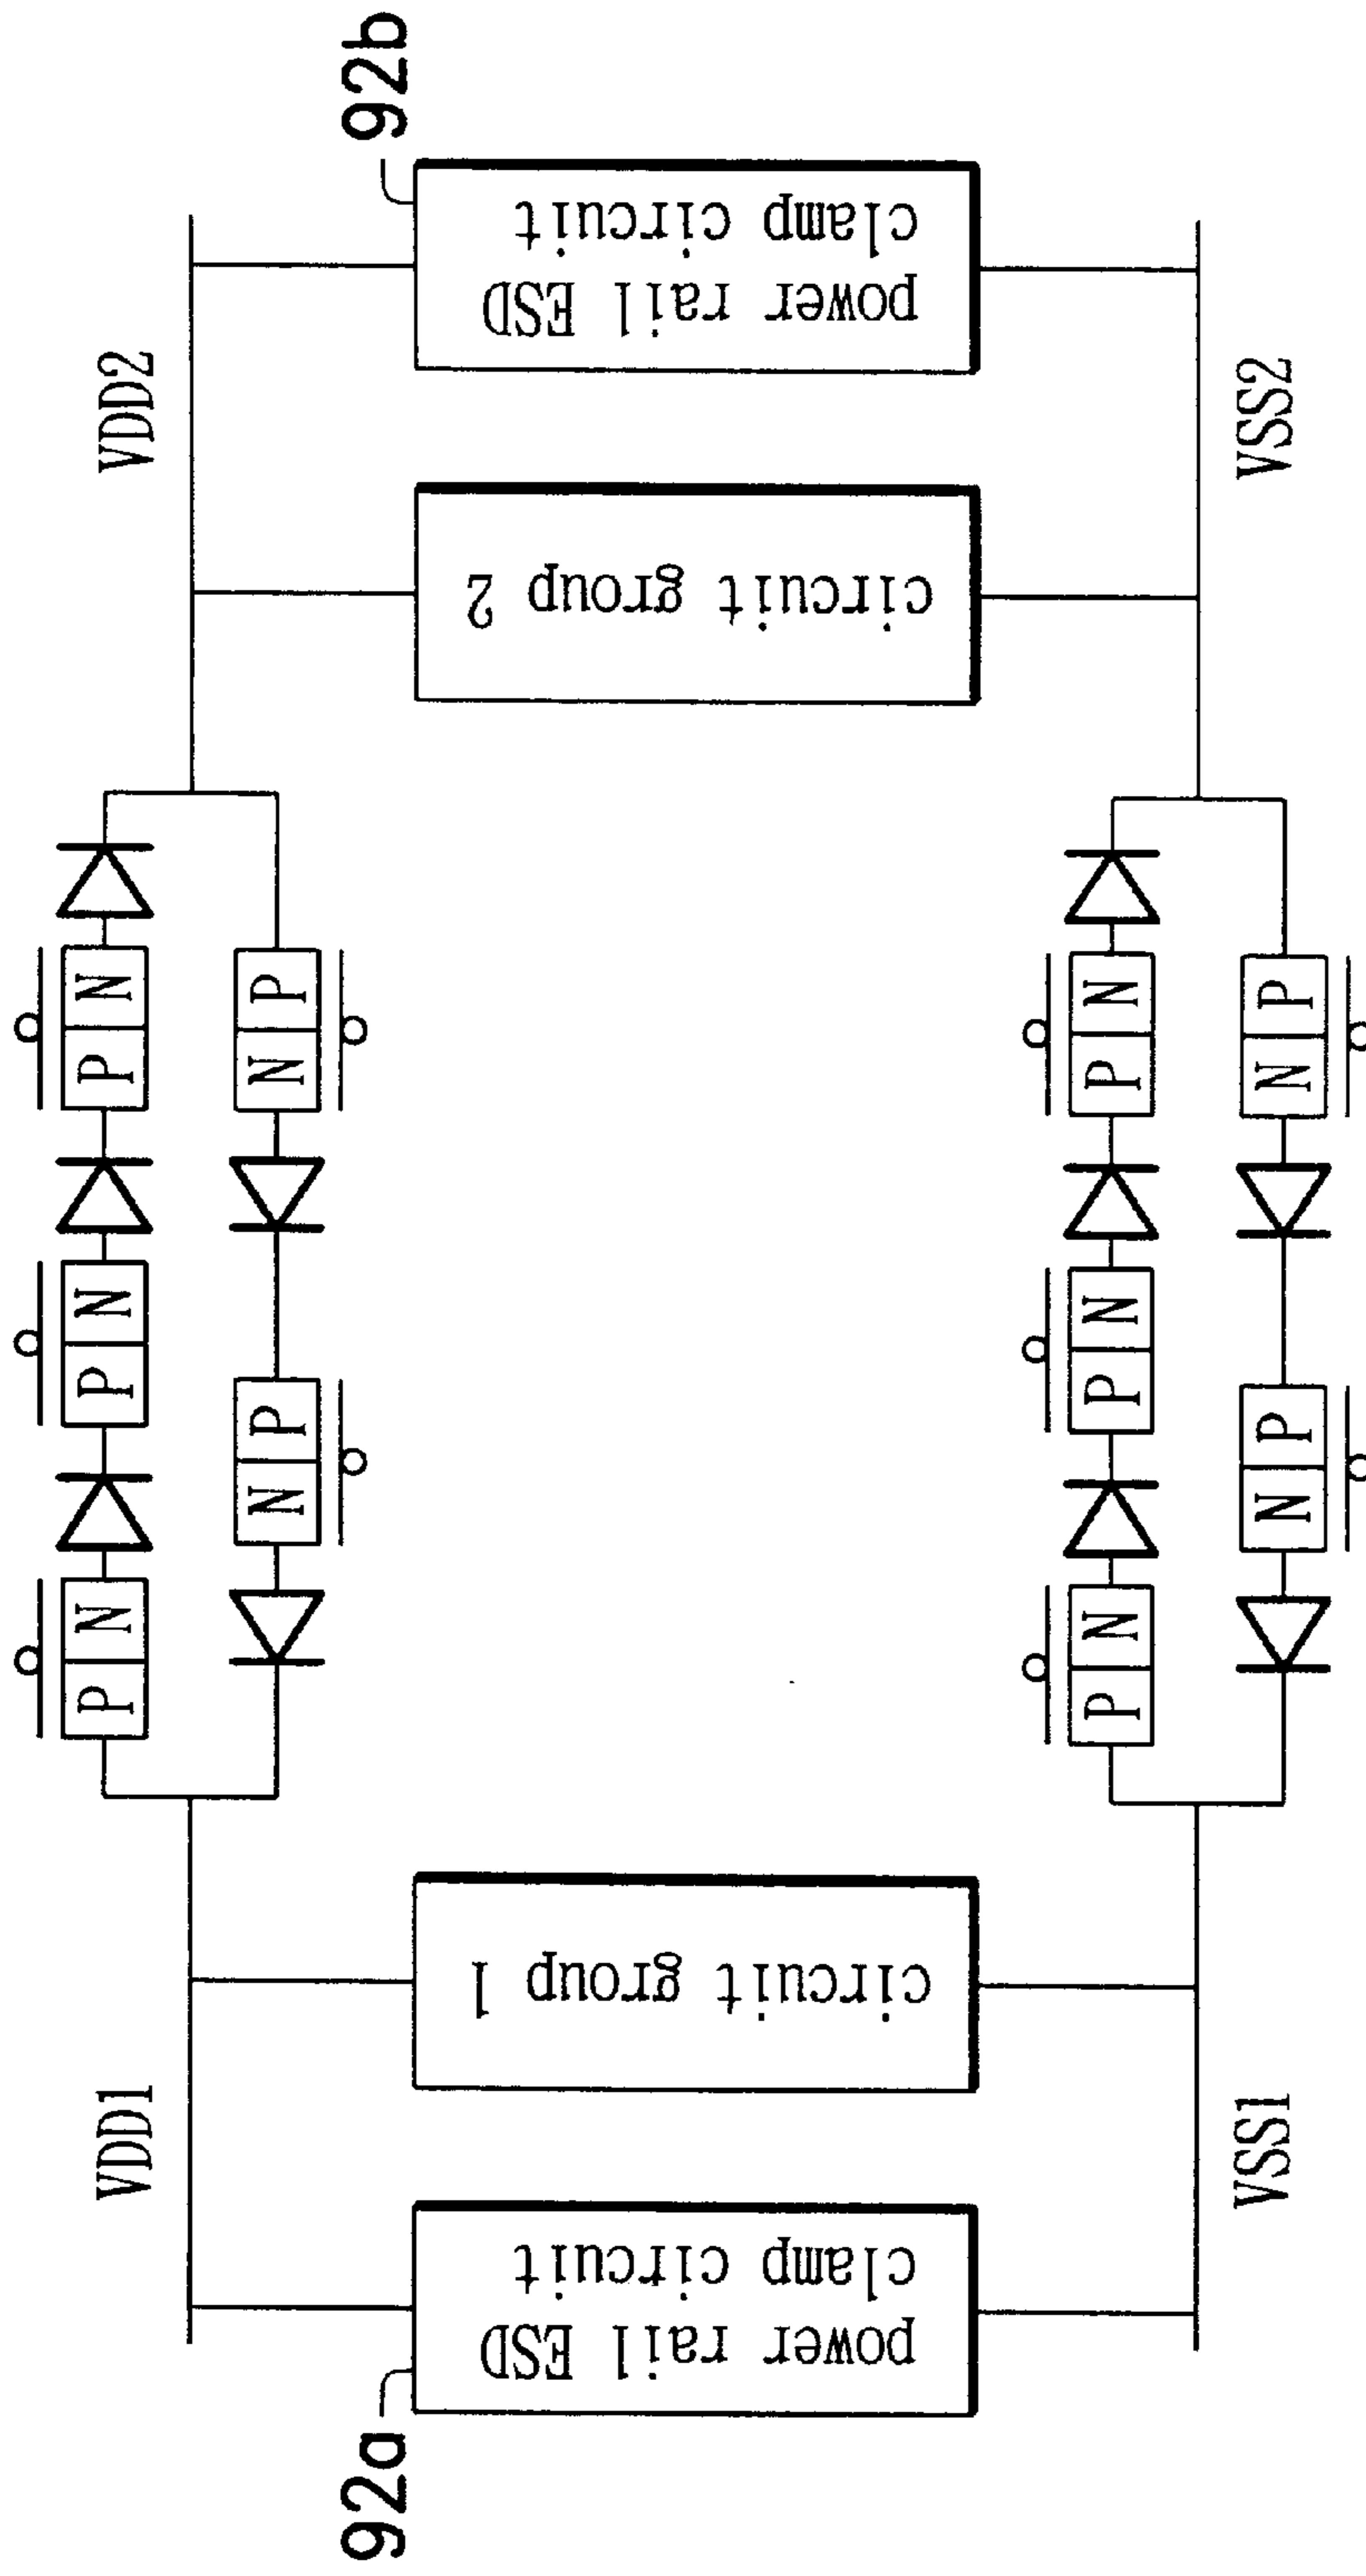 VDD1
VDD2
P N
P N
P N
N P
N P
92a
92b
power rail ESD
clamp circuit
circuit group 1
circuit group 2
power rail ESD
clamp circuit
P N
P N
P N
N P
N P
VSS1
VSS2